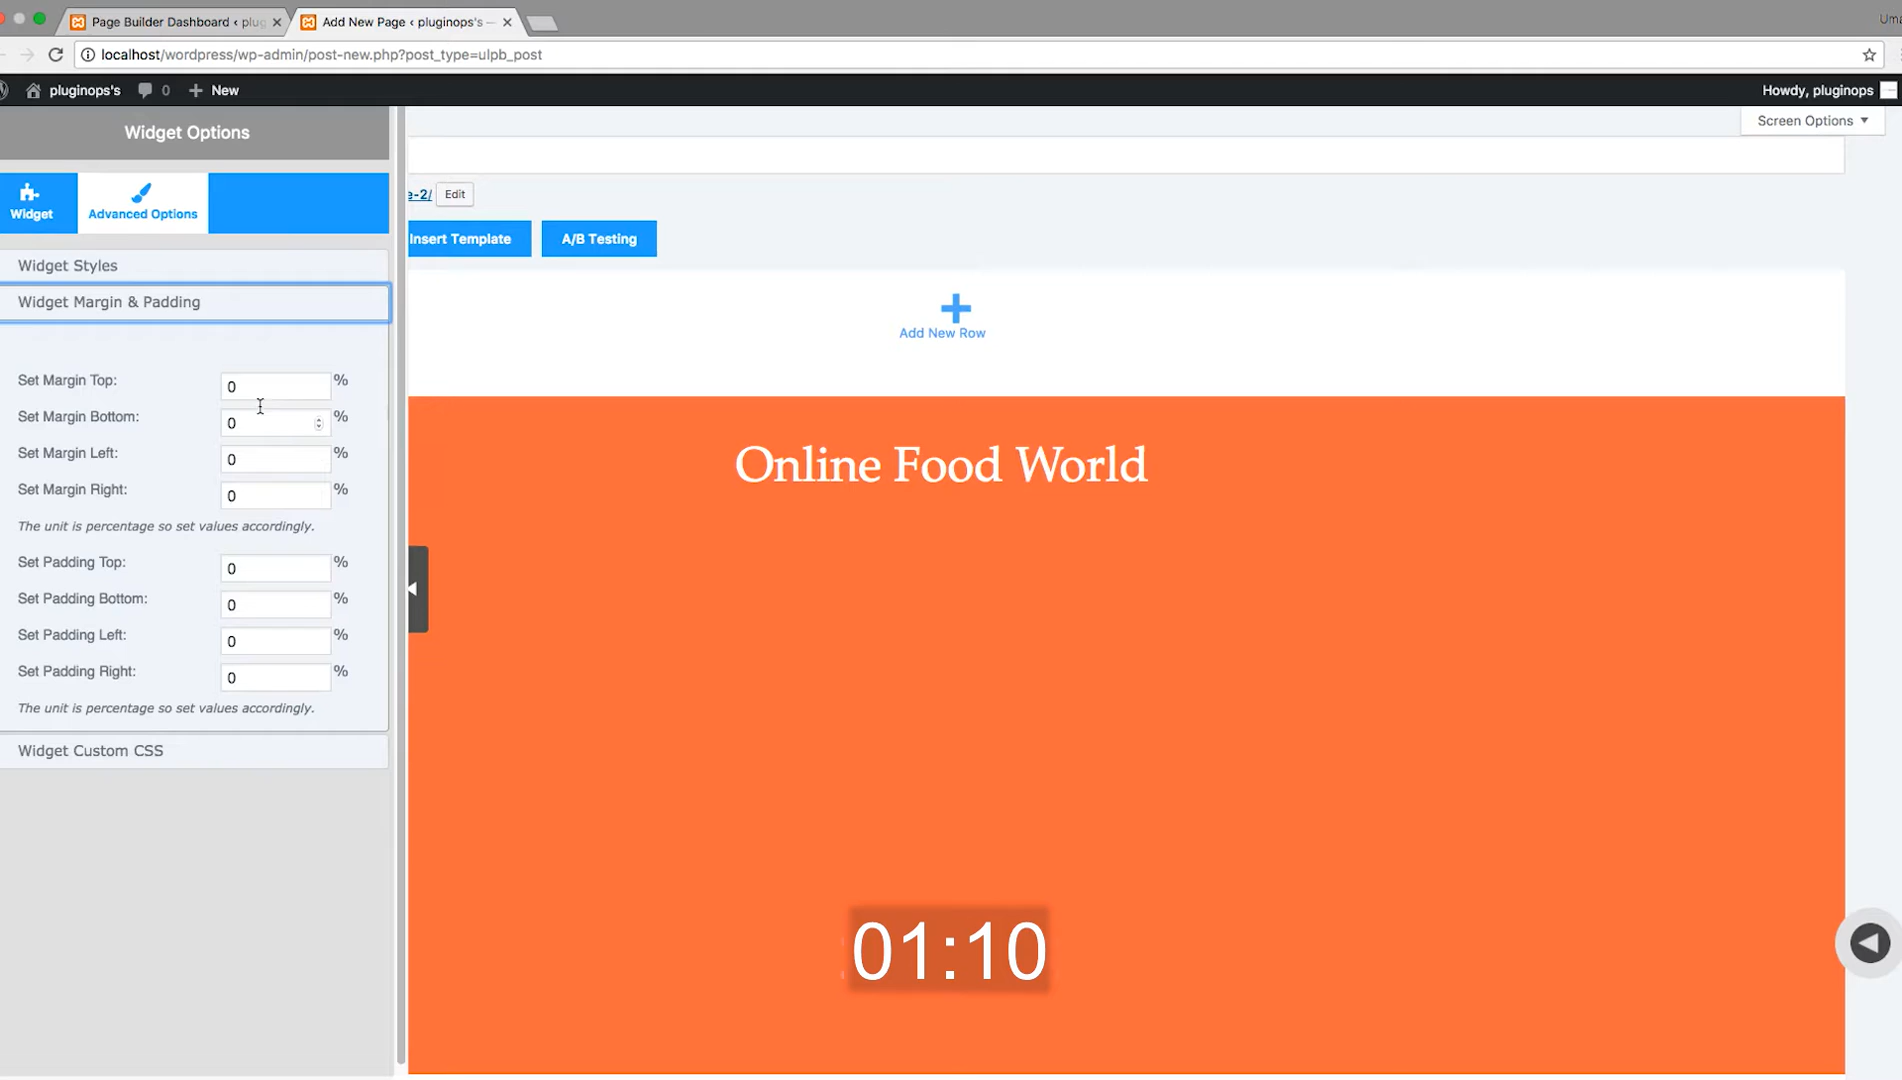 Page Builder Dashboard ‹ plug
Add New Page ‹ pluginops's —
Uma
localhost/wordpress/wp-admin/post-new.php?post_type=ulpb_post
pluginops's 0 + New
Howdy, pluginops
Widget Options
Screen Options
Widget
Advanced Options
e-2/ Edit
Insert Template A/B Testing
Widget Styles
Widget Margin & Padding
Add New Row
Set Margin Top: 0 %
Set Margin Bottom: 0 %
Set Margin Left: 0 %
Set Margin Right: 0 %
The unit is percentage so set values accordingly.
Set Padding Top: 0 %
Set Padding Bottom: 0 %
Set Padding Left: 0 %
Set Padding Right: 0 %
The unit is percentage so set values accordingly.
Widget Custom CSS
Online Food World
01:10